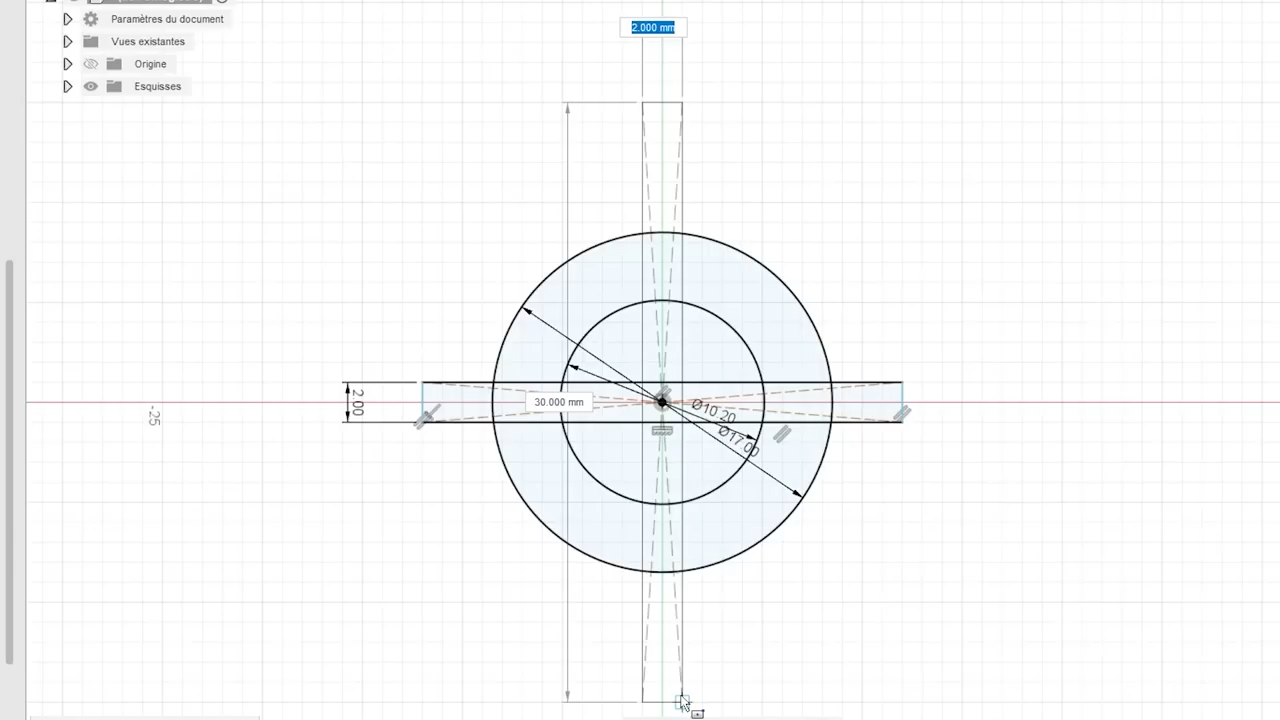 Paramètres du document
2.000 mm
Vues existantes
Origine
Esquisses
2.00
30.000 mm
-25
Ø10.20
Ø17.00